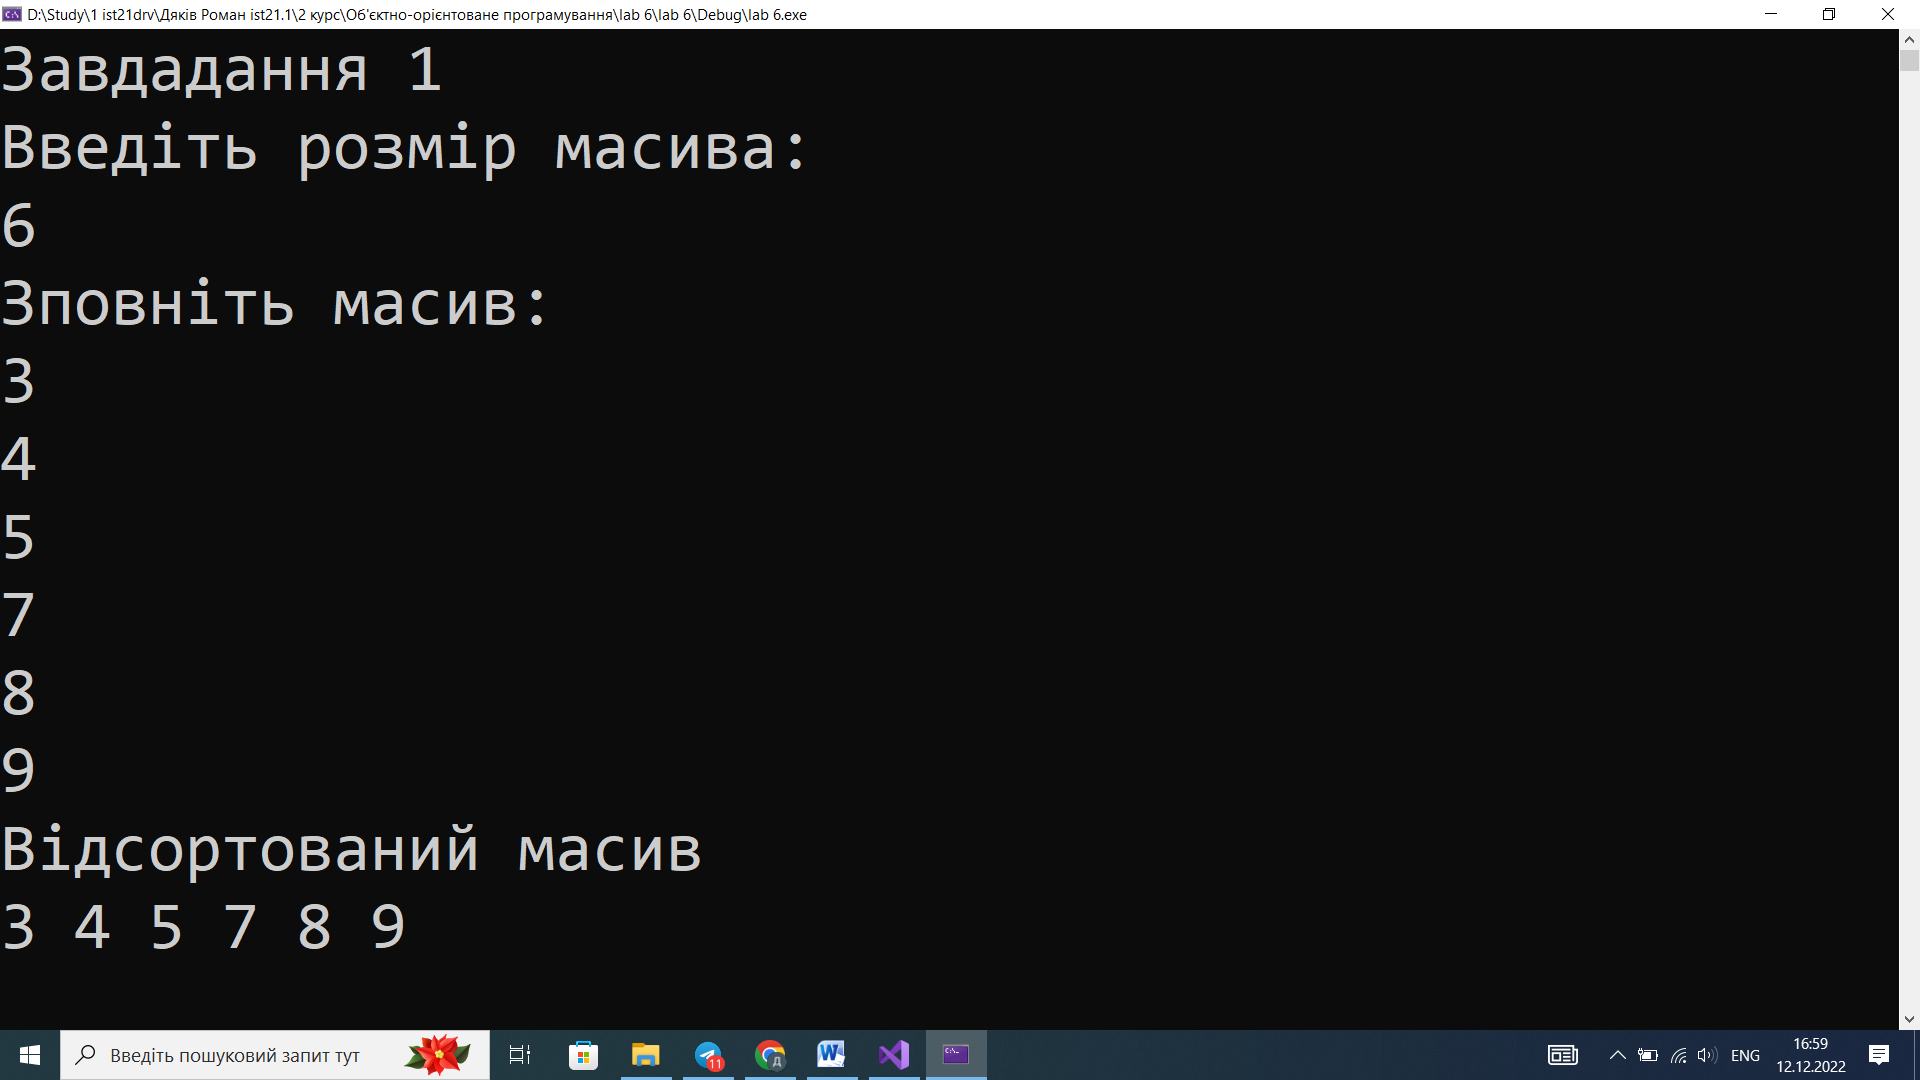 D:\Study\1 ist21drv\Дяків Роман ist21.1\2 курс\Об'єктно-орієнтоване програмування\lab 6\lab 6\Debug\lab 6.exe
Завдадання 1
Введіть розмір масива:
6
Зповніть масив:
3
4
5
7
8
9
Відсортований масив
3 4 5 7 8 9
Введіть пошуковий запит тут
11
Д
ENG
16:59
12.12.2022